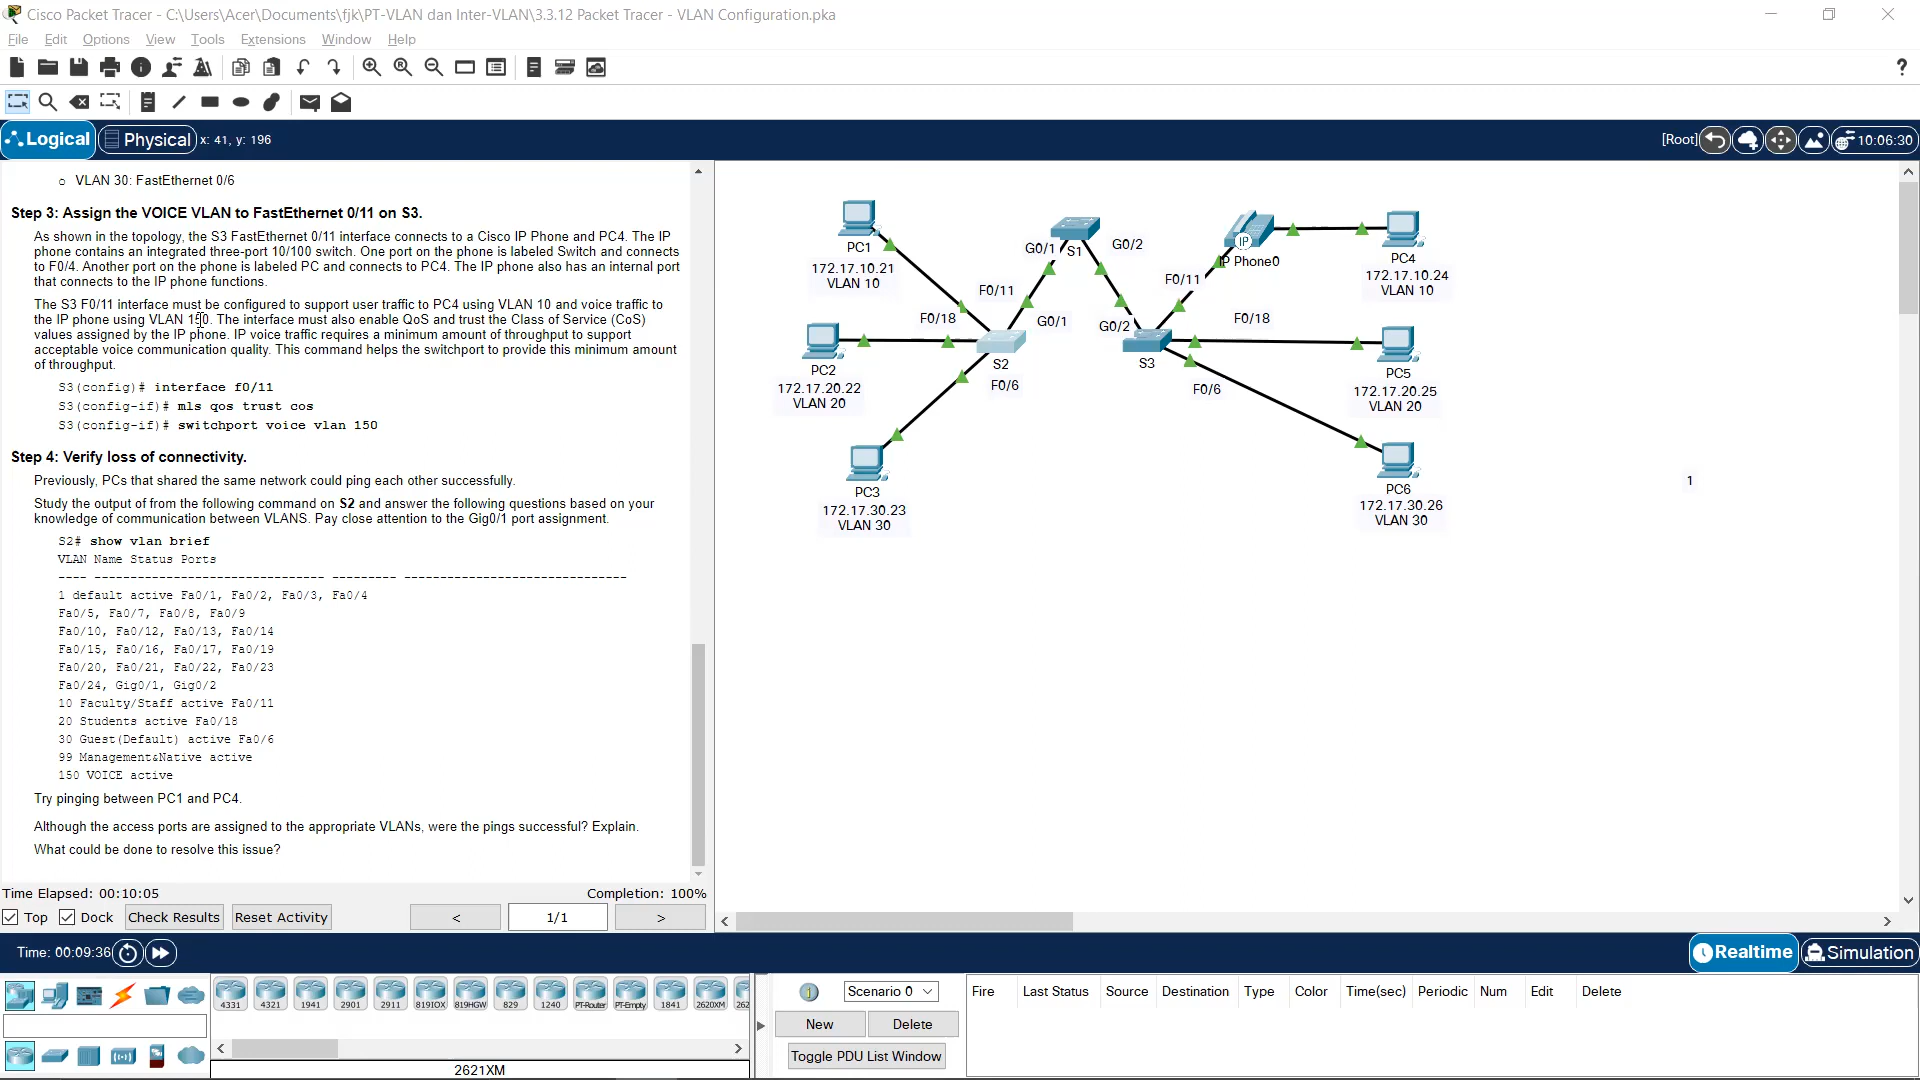 Cisco Packet Tracer - C:\Users\Acer\Documents\fjk\PT-VLAN dan Inter-VLAN\3.3.12 Packet Tracer - VLAN Configuration.pka
File Edit Options View Tools Extensions Window Help
?
Logical Physical x: 41, y: 196
[Root] 10:06:30
o VLAN 30: FastEthernet 0/6
Step 3: Assign the VOICE VLAN to FastEthernet 0/11 on S3.
As shown in the topology, the S3 FastEthernet 0/11 interface connects to a Cisco IP Phone and PC4. The IP
phone contains an integrated three-port 10/100 switch. One port on the phone is labeled Switch and connects
to F0/4. Another port on the phone is labeled PC and connects to PC4. The IP phone also has an internal port
that connects to the IP phone functions.
The S3 F0/11 interface must be configured to support user traffic to PC4 using VLAN 10 and voice traffic to
the IP phone using VLAN 150. The interface must also enable QoS and trust the Class of Service (CoS)
values assigned by the IP phone. IP voice traffic requires a minimum amount of throughput to support
acceptable voice communication quality. This command helps the switchport to provide this minimum amount
of throughput.
S3(config)# interface f0/11
S3(config-if)# mls qos trust cos
S3(config-if)# switchport voice vlan 150
Step 4: Verify loss of connectivity.
Previously, PCs that shared the same network could ping each other successfully.
Study the output of from the following command on S2 and answer the following questions based on your
knowledge of communication between VLANS. Pay close attention to the Gig0/1 port assignment.
S2# show vlan brief
VLAN Name Status Ports
---- -------------------------------- --------- -------------------------------
1 default active Fa0/1, Fa0/2, Fa0/3, Fa0/4
Fa0/5, Fa0/7, Fa0/8, Fa0/9
Fa0/10, Fa0/12, Fa0/13, Fa0/14
Fa0/15, Fa0/16, Fa0/17, Fa0/19
Fa0/20, Fa0/21, Fa0/22, Fa0/23
Fa0/24, Gig0/1, Gig0/2
10 Faculty/Staff active Fa0/11
20 Students active Fa0/18
30 Guest(Default) active Fa0/6
99 Management&Native active
150 VOICE active
Try pinging between PC1 and PC4.
Although the access ports are assigned to the appropriate VLANs, were the pings successful? Explain.
What could be done to resolve this issue?
Time Elapsed: 00:10:05 Completion: 100%
Top Dock Check Results Reset Activity < 1/1 >
PC1
172.17.10.21
VLAN 10
G0/1
S1
G0/2
IP
IP Phone0
PC4
172.17.10.24
VLAN 10
F0/11
F0/11
F0/18
G0/1
G0/2
F0/18
PC2
172.17.20.22
VLAN 20
S2
F0/6
S3
F0/6
PC5
172.17.20.25
VLAN 20
PC3
172.17.30.23
VLAN 30
PC6
172.17.30.26
VLAN 30
1
Time: 00:09:36
Realtime Simulation
4331 4321 1941 2901 2911 819IOX 819HGW 829 1240 PT-Router PT-Empty 1841 2620XM 262
2621XM
Scenario 0
New Delete
Toggle PDU List Window
Fire Last Status Source Destination Type Color Time(sec) Periodic Num Edit Delete